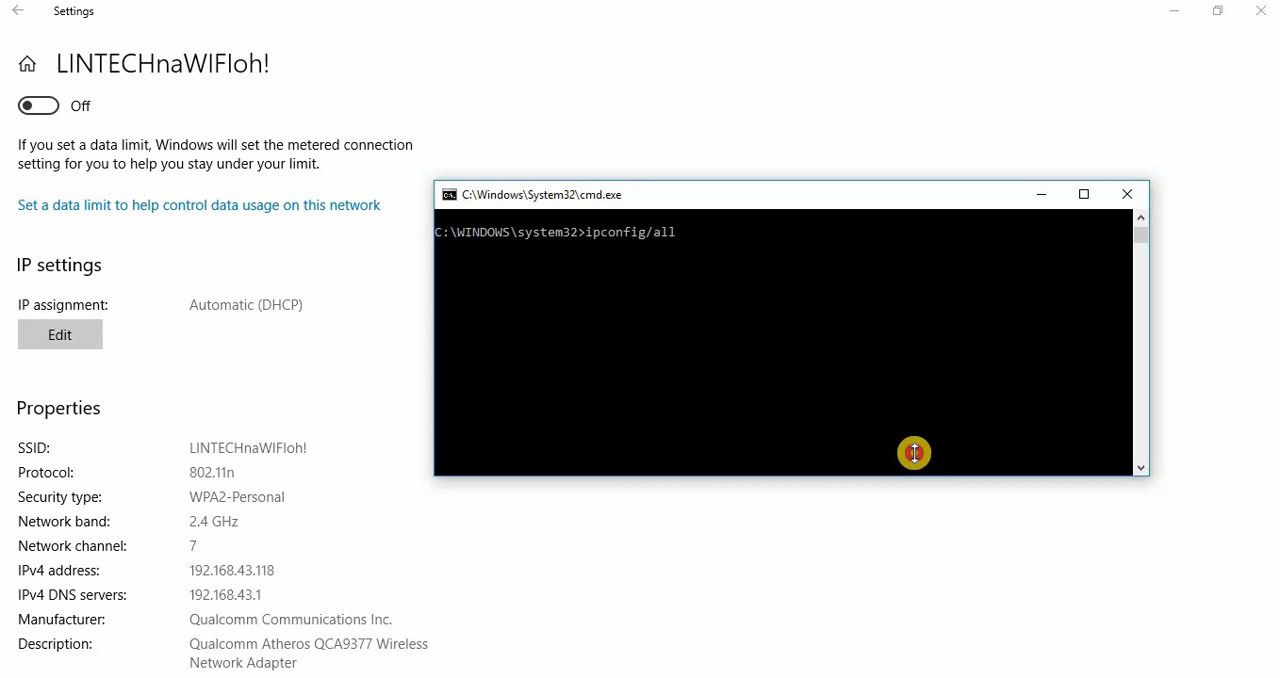 Settings
LINTECHnaWIFIoh!
Off
If you set a data limit, Windows will set the metered connection
setting for you to help you stay under your limit.
Set a data limit to help control data usage on this network
IP settings
IP assignment: Automatic (DHCP)
Edit
Properties
SSID: LINTECHnaWIFIoh!
Protocol: 802.11n
Security type: WPA2-Personal
Network band: 2.4 GHz
Network channel: 7
IPv4 address: 192.168.43.118
IPv4 DNS servers: 192.168.43.1
Manufacturer: Qualcomm Communications Inc.
Description: Qualcomm Atheros QCA9377 Wireless
Network Adapter
C:\Windows\System32\cmd.exe
C:\WINDOWS\system32>ipconfig/all